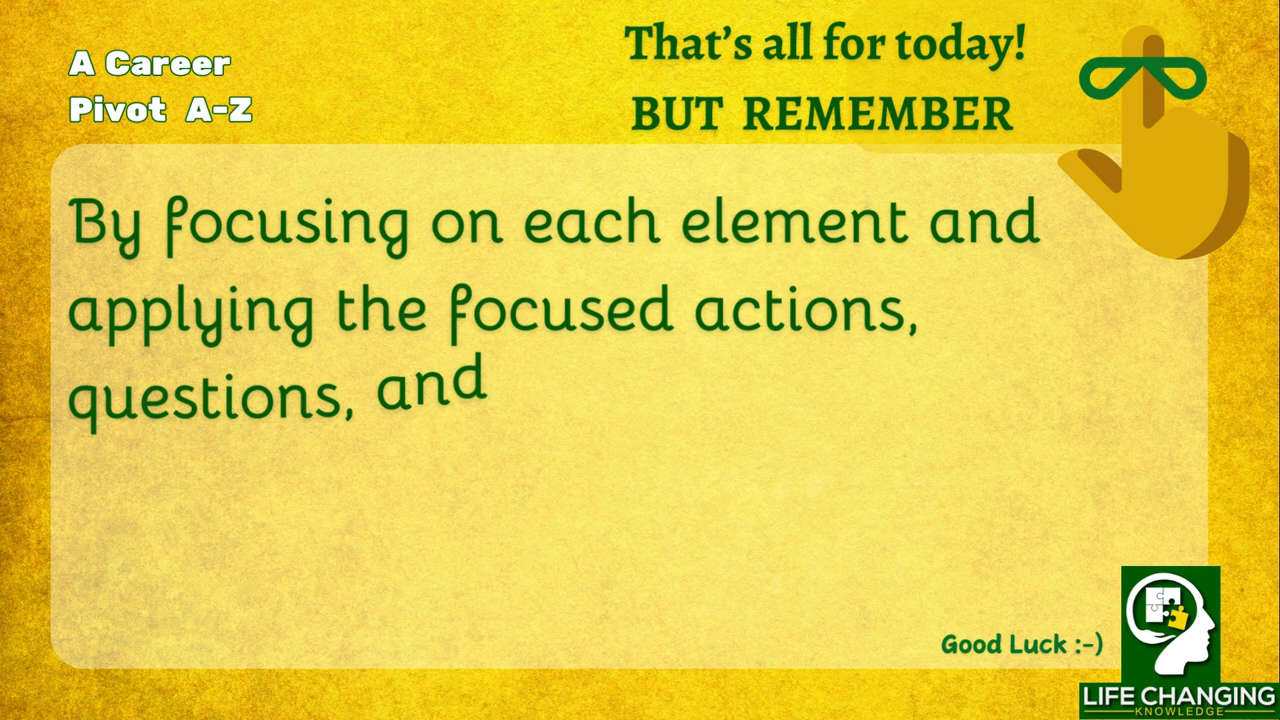 A Career
Pivot A-Z
That's all for today!
BUT REMEMBER
By focusing on each element and
applying the focused actions,
questions, and
Good Luck :-)
LIFE CHANGING
KNOWLEDGE